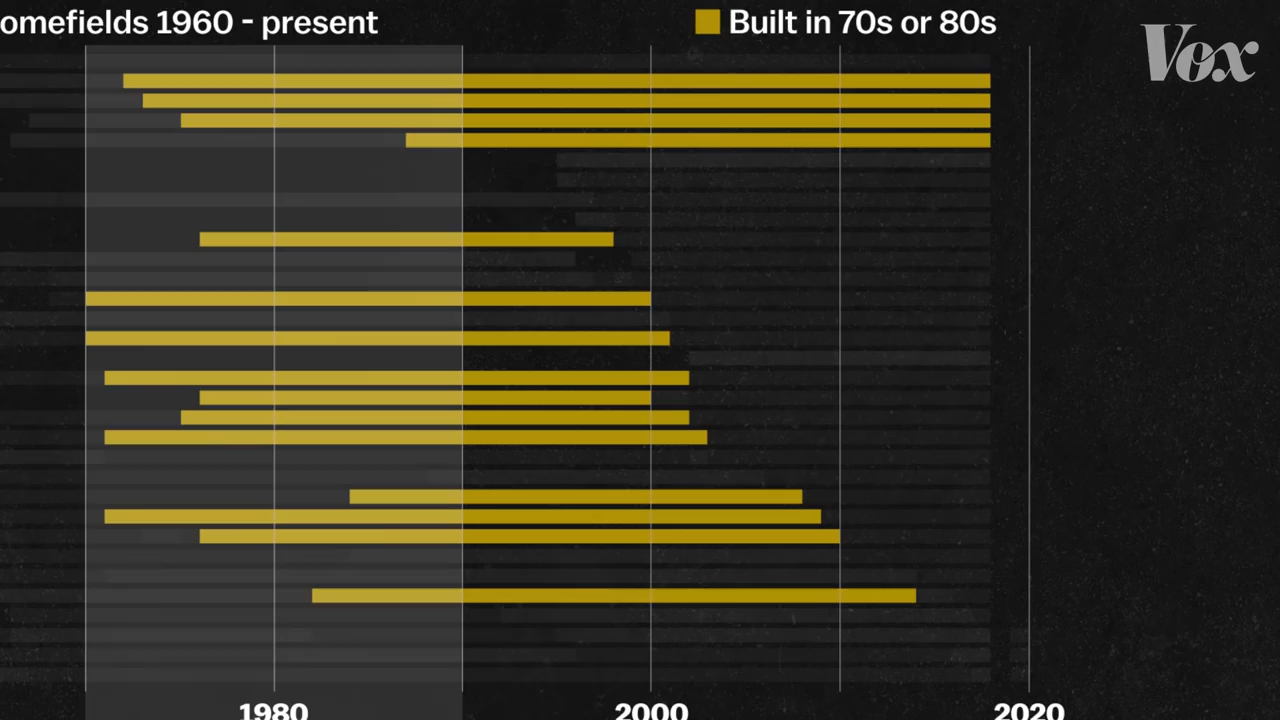 omefields 1960 - present
Built in 70s or 80s
Vox
1980
2000
2020